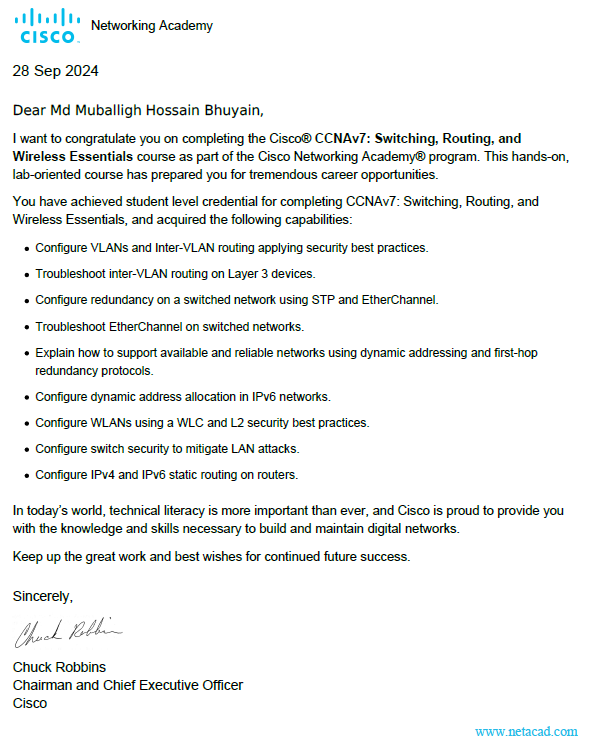 CISCO
Networking Academy
28 Sep 2024
Dear Md Muballigh Hossain Bhuyain,
I want to congratulate you on completing the Cisco® CCNAv7: Switching, Routing, and
Wireless Essentials course as part of the Cisco Networking Academy® program. This hands-on,
lab-oriented course has prepared you for tremendous career opportunities.
You have achieved student level credential for completing CCNAv7: Switching, Routing, and
Wireless Essentials, and acquired the following capabilities:
• Configure VLANs and Inter-VLAN routing applying security best practices.
• Troubleshoot inter-VLAN routing on Layer 3 devices.
• Configure redundancy on a switched network using STP and EtherChannel.
• Troubleshoot EtherChannel on switched networks.
• Explain how to support available and reliable networks using dynamic addressing and first-hop
redundancy protocols.
• Configure dynamic address allocation in IPv6 networks.
• Configure WLANs using a WLC and L2 security best practices.
• Configure switch security to mitigate LAN attacks.
• Configure IPv4 and IPv6 static routing on routers.
In today’s world, technical literacy is more important than ever, and Cisco is proud to provide you
with the knowledge and skills necessary to build and maintain digital networks.
Keep up the great work and best wishes for continued future success.
Sincerely,
Chuck Robbins
Chuck Robbins
Chairman and Chief Executive Officer
Cisco
www.netacad.com